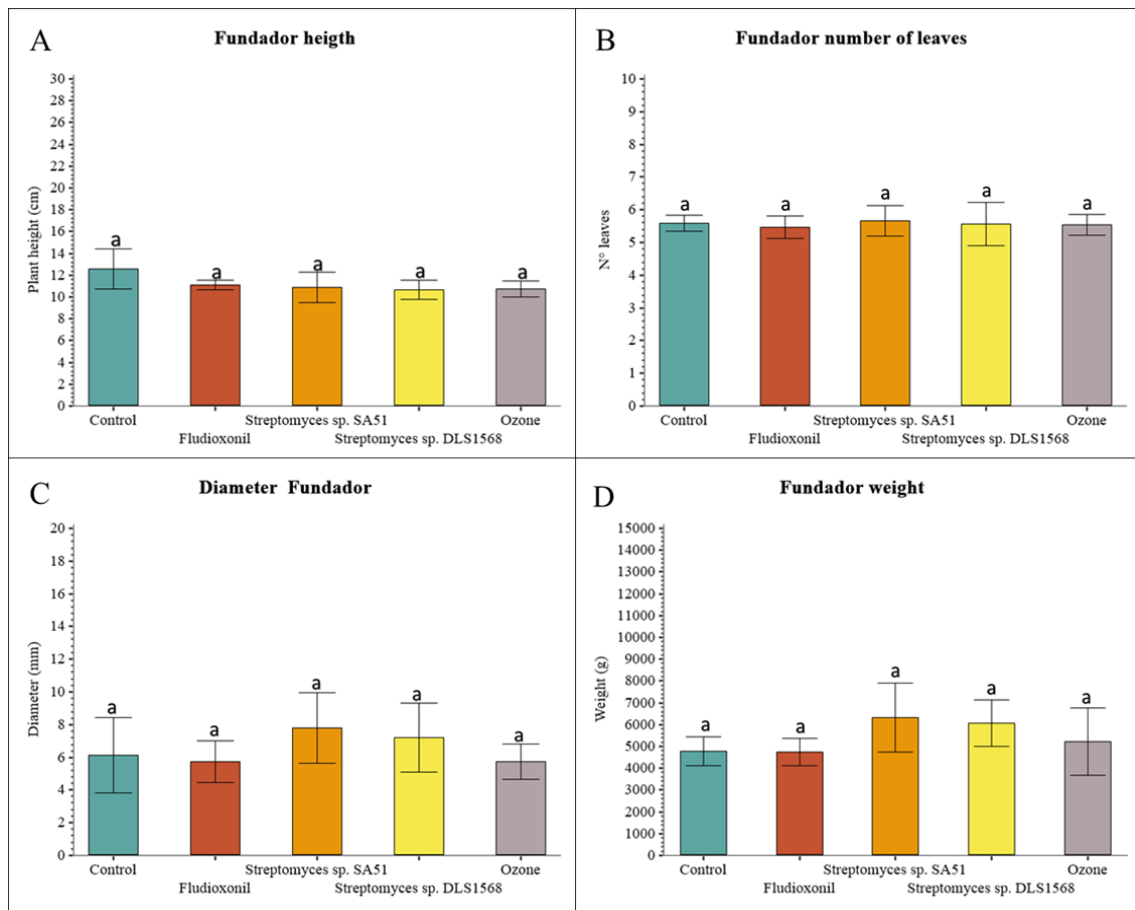 A
Fundador heigth
Plant height (cm)
30
28
26
24
22
20
18
16
14
12
10
8
6
4
2
0
a
a
a
a
a
Control
Streptomyces sp. SA51
Ozone
Fludioxonil
Streptomyces sp. DLS1568
B
Fundador number of leaves
N° leaves
10
9
8
7
6
5
4
3
2
1
0
a
a
a
a
a
Control
Streptomyces sp. SA51
Ozone
Fludioxonil
Streptomyces sp. DLS1568
C
Diameter Fundador
Diameter (mm)
20
18
16
14
12
10
8
6
4
2
0
a
a
a
a
a
Control
Streptomyces sp. SA51
Ozone
Fludioxonil
Streptomyces sp. DLS1568
D
Fundador weight
Weight (g)
15000
14000
13000
12000
11000
10000
9000
8000
7000
6000
5000
4000
3000
2000
1000
0
a
a
a
a
a
Control
Streptomyces sp. SA51
Ozone
Fludioxonil
Streptomyces sp. DLS1568